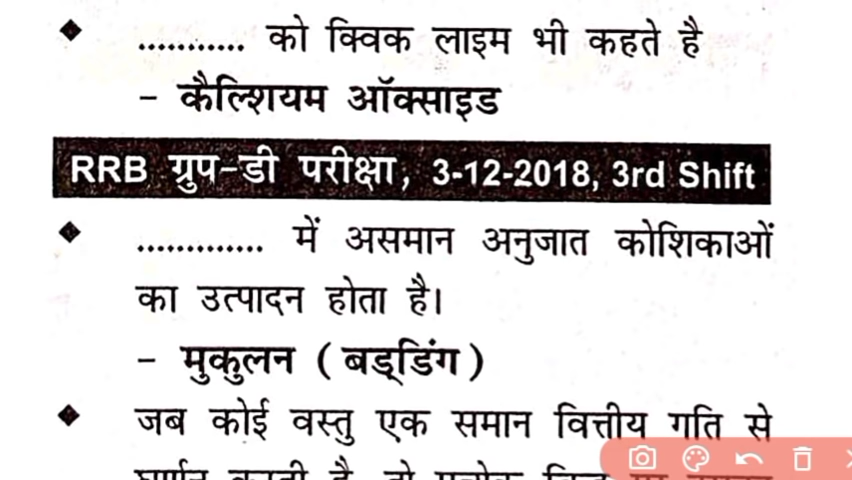 ............ को क्विक लाइम भी कहते है
– कैल्शियम ऑक्साइड
RRB ग्रुप-डी परीक्षा, 3-12-2018, 3rd Shift
.............. में असमान अनुजात कोशिकाओं
का उत्पादन होता है।
– मुकुलन (बड्डिंग)
जब कोई वस्तु एक समान वित्तीय गति से